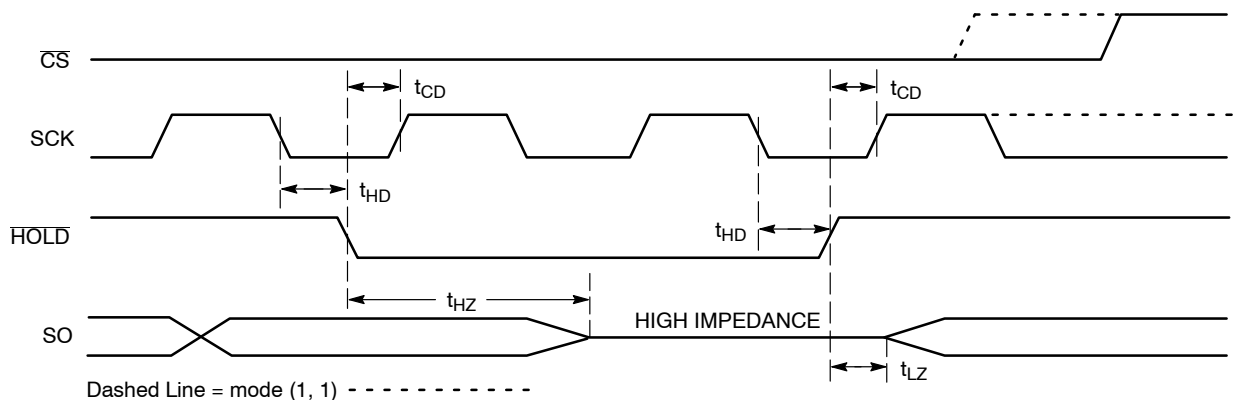 CS
tCD
tCD
SCK
tHD
HOLD
tHD
tHZ
HIGH IMPEDANCE
SO
tLZ
Dashed Line = mode (1, 1)